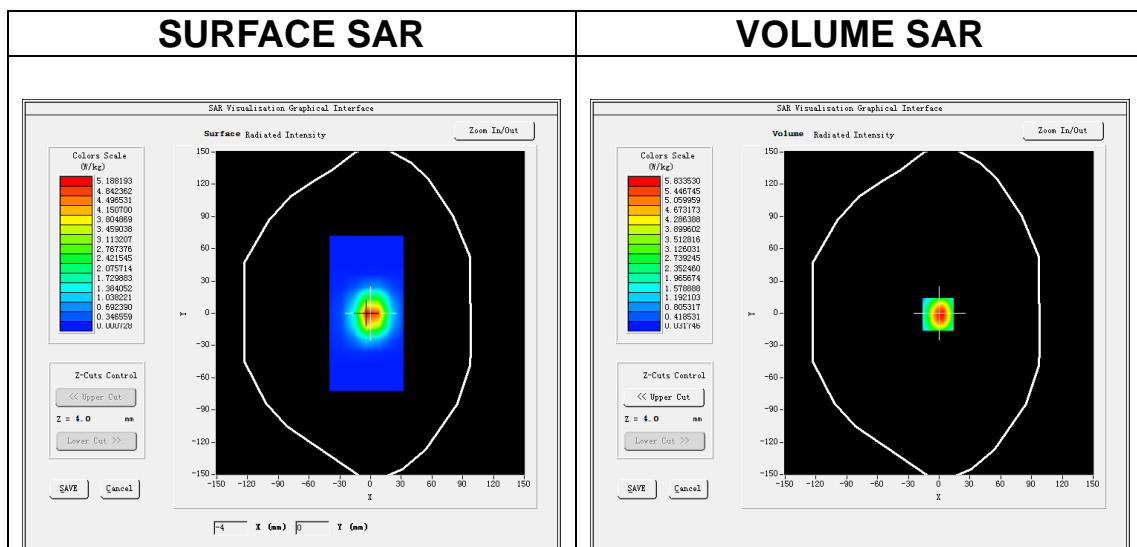 SURFACE SAR
VOLUME SAR
SAR Visualisation Graphical Interface
Surface Radiated Intensity
Zoom In/Out
Colors Scale
(W/kg)
5.188193
4.842362
4.496531
4.150700
3.804869
3.459038
3.113207
2.767376
2.421545
2.075714
1.729883
1.384052
1.038221
0.692390
0.346559
0.000728
150
120
90
60
30
0
-30
-60
-90
-120
-150
Y
-150 -120 -90 -60 -30 0 30 60 90 120 150
X
Z-Cuts Control
<< Upper Cut
Z = 4.0 mm
Lower Cut >>
SAVE Cancel
-4 X (mm) 0 Y (mm)
SAR Visualisation Graphical Interface
Volume Radiated Intensity
Zoom In/Out
Colors Scale
(W/kg)
5.833530
5.446745
5.059959
4.673173
4.286388
3.899602
3.512816
3.126031
2.739245
2.352460
1.965674
1.578888
1.192103
0.805317
0.418531
0.031746
150
120
90
60
30
0
-30
-60
-90
-120
-150
Y
-150 -120 -90 -60 -30 0 30 60 90 120 150
X
Z-Cuts Control
<< Upper Cut
Z = 4.0 mm
Lower Cut >>
SAVE Cancel